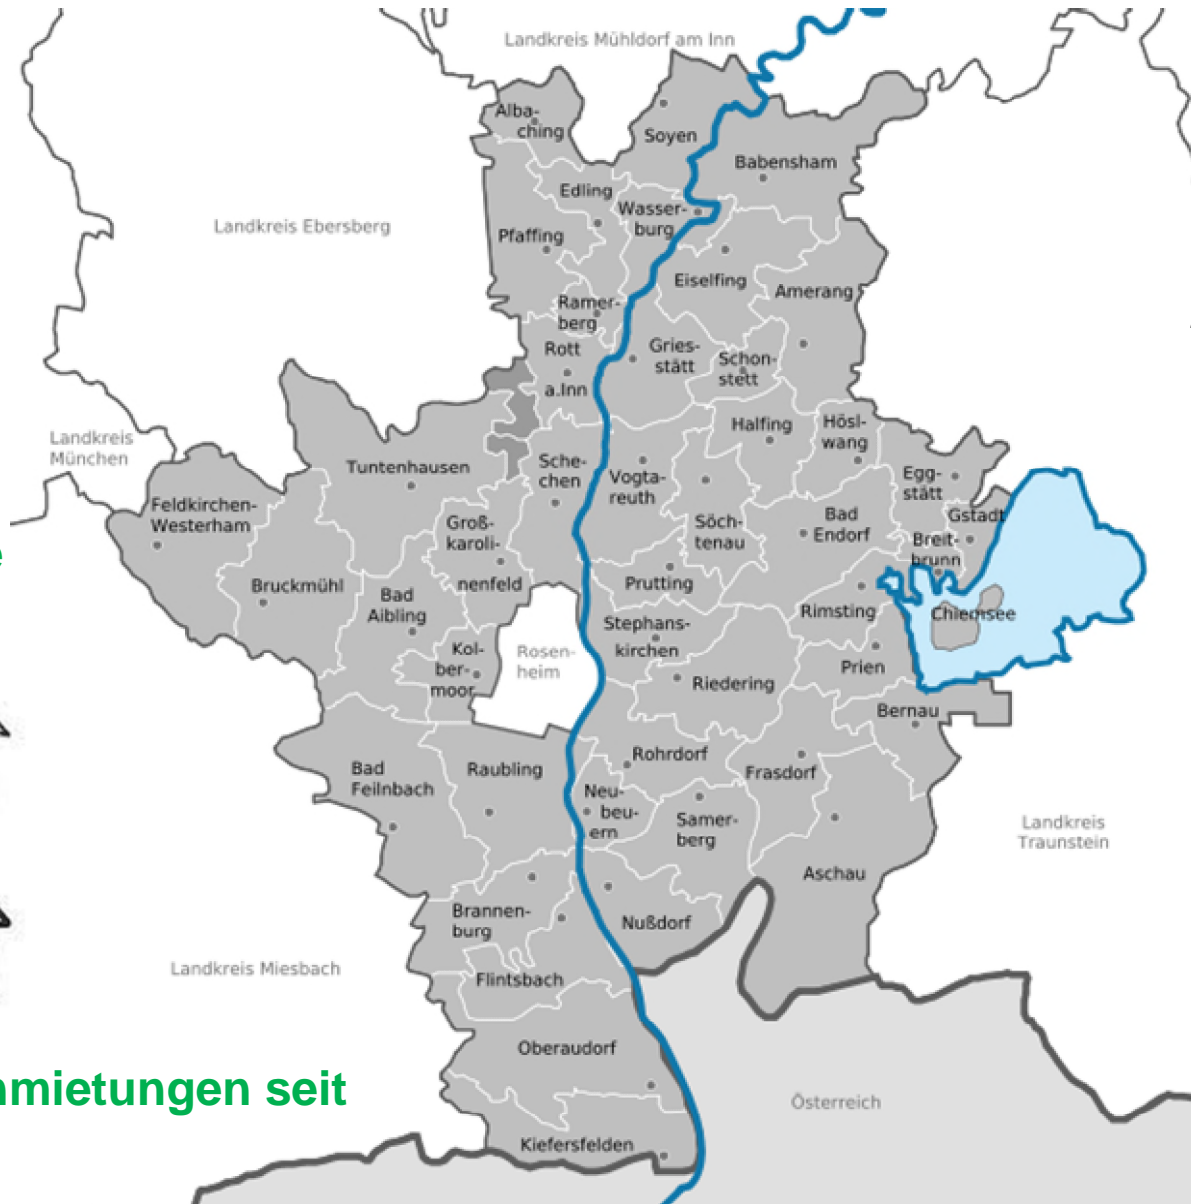 Landkreis Mühldorf am Inn
Alba-
ching
Soyen
Babensham
Edling
Wasser-
burg
Landkreis Ebersberg
Pfaffing
Eiselfing
Amerang
Ramer-
berg
Rott
a.Inn
Gries-
stätt
Schon-
stett
Halfing
Hösl-
wang
Landkreis
München
Tuntenhausen
Sche-
chen
Vogta-
reuth
Egg-
stätt
Feldkirchen-
Westerham
Groß-
karoli-
nenfeld
Söch-
tenau
Bad
Endorf
Gstadt
Breit-
brunn
e
Bruckmühl
Bad
Aibling
Prutting
Rimsting
Chiemsee
Stephans-
kirchen
Kol-
ber-
moor
Rosen-
heim
Prien
Riedering
Bernau
Rohrdorf
Bad
Feilnbach
Raubling
Frasdorf
Neu-
beu-
ern
Samer-
berg
Landkreis
Traunstein
Aschau
Brannen-
burg
Nußdorf
Landkreis Miesbach
Flintsbach
Oberaudorf
nmietungen seit
Österreich
Kiefersfelden